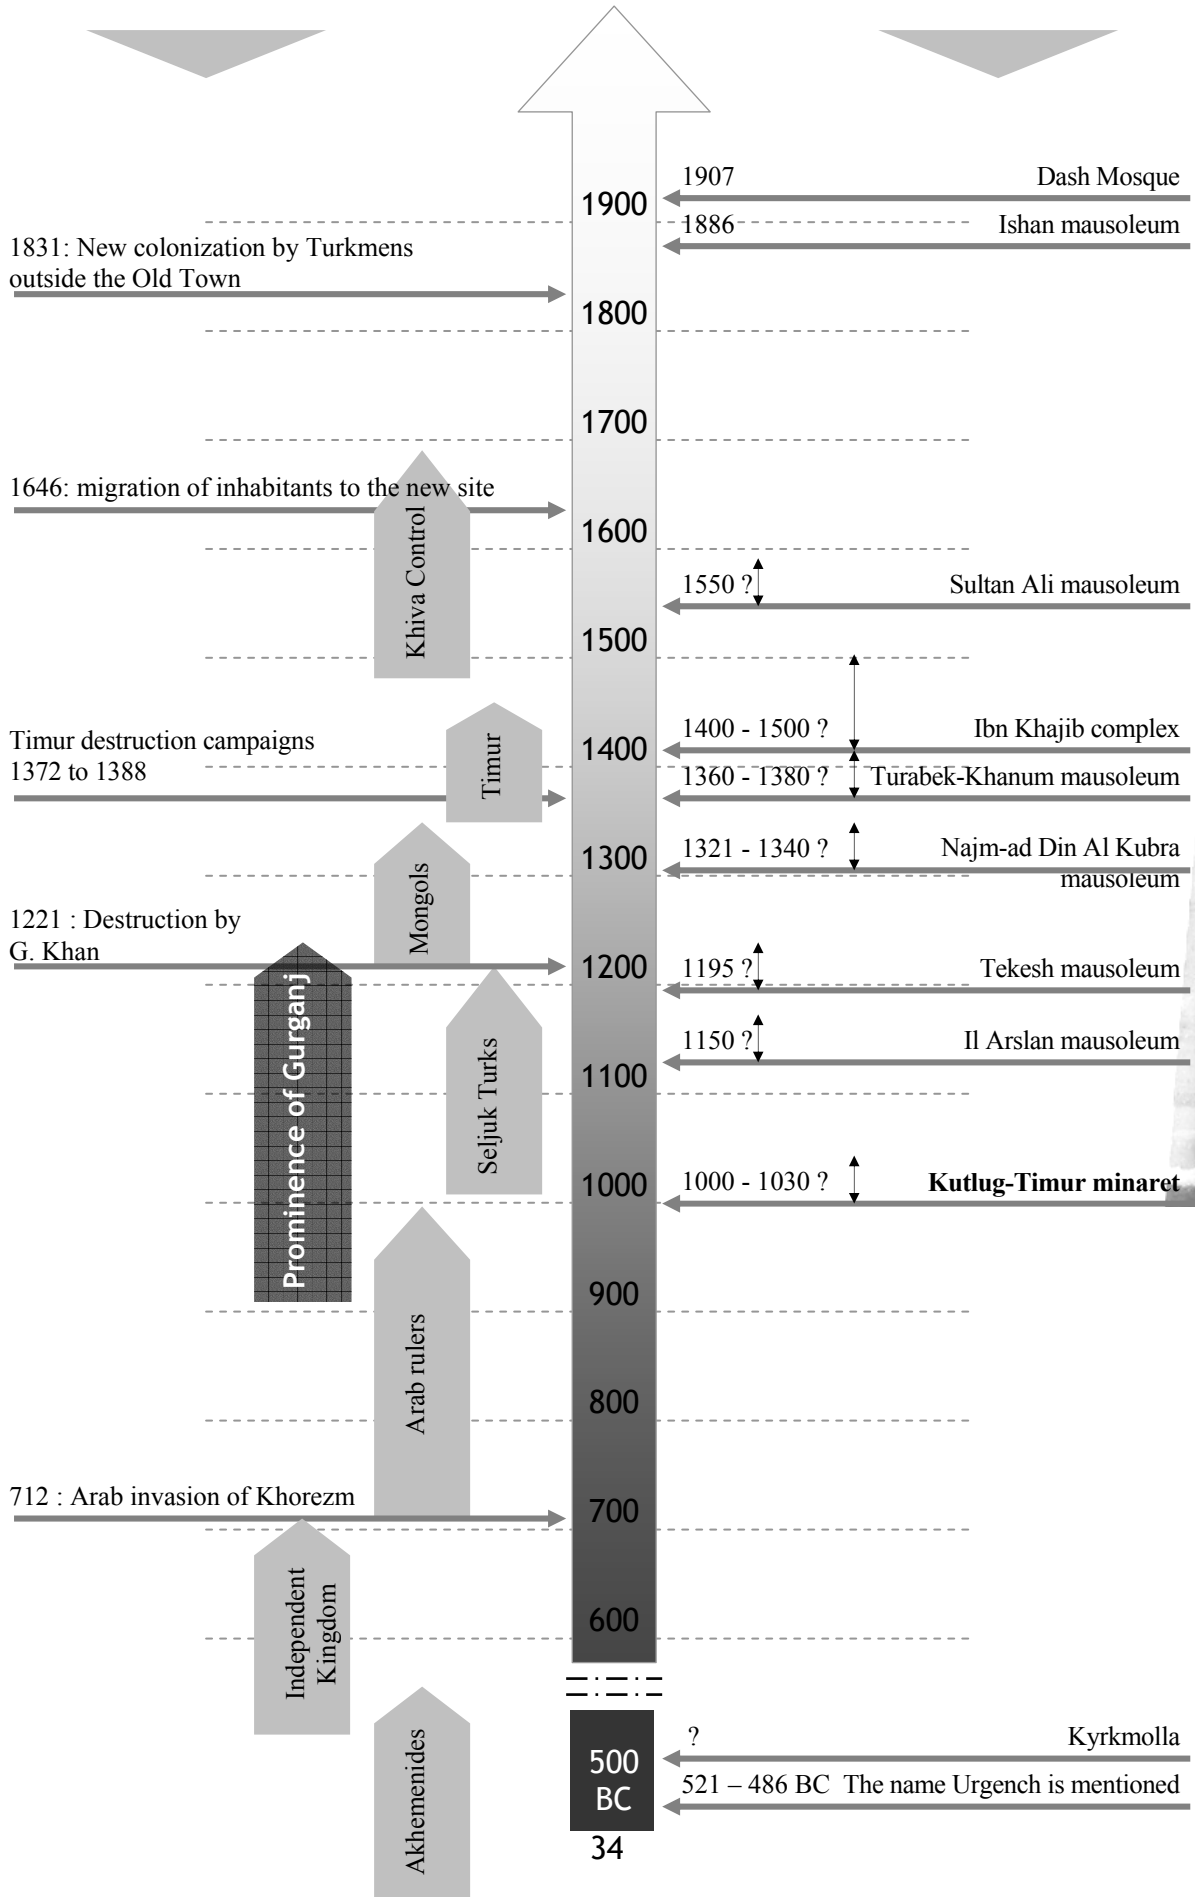 1907
Dash Mosque
1900
1886
Ishan mausoleum
1831: New colonization by Turkmens
outside the Old Town
1800
1700
1646: migration of inhabitants to the new site
Khiva Control
1600
1550 ?
Sultan Ali mausoleum
1500
1400 - 1500 ?
Ibn Khajib complex
Timur destruction campaigns
1372 to 1388
Timur
1400
1360 - 1380 ?
Turabek-Khanum mausoleum
1321 - 1340 ?
Najm-ad Din Al Kubra
mausoleum
1300
Mongols
1221 : Destruction by
G. Khan
1200
1195 ?
Tekesh mausoleum
Prominence of Gurganj
Seljuk Turks
1150 ?
Il Arslan mausoleum
1100
1000 - 1030 ?
Kutlug-Timur minaret
1000
900
Arab rulers
800
712 : Arab invasion of Khorezm
700
Independent
Kingdom
600
Akhemenides
?
Kyrkmolla
500
BC
521 – 486 BC The name Urgench is mentioned
34